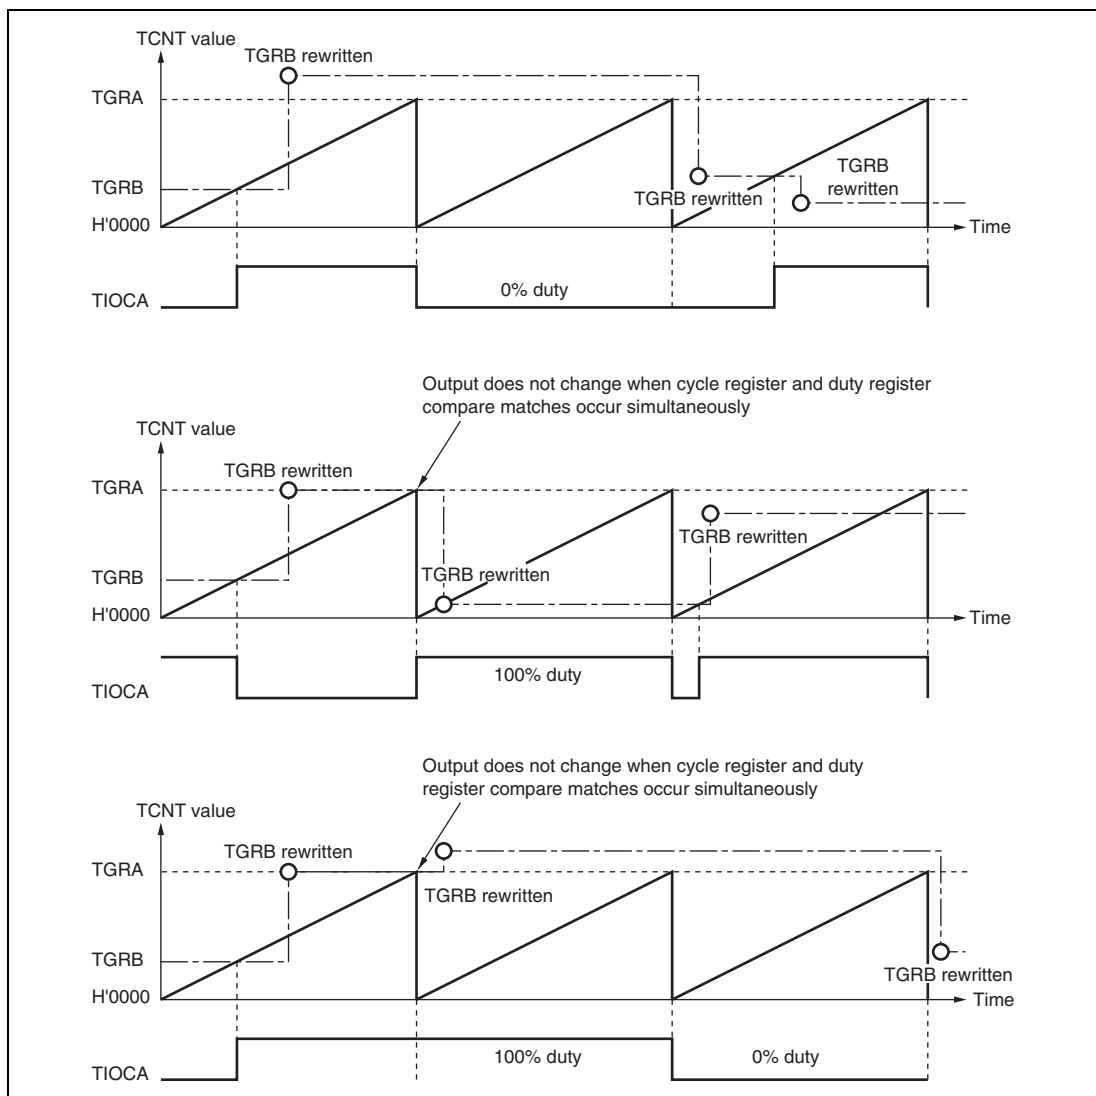 TCNT value
TGRB rewritten
TGRA
TGRB
rewritten
TGRB
TGRB rewritten
H'0000
Time
0% duty
TIOCA
Output does not change when cycle register and duty register
compare matches occur simultaneously
TCNT value
TGRB rewritten
TGRA
TGRB rewritten
TGRB
TGRB rewritten
H'0000
Time
100% duty
TIOCA
Output does not change when cycle register and duty
register compare matches occur simultaneously
TCNT value
TGRB rewritten
TGRA
TGRB rewritten
TGRB
TGRB rewritten
H'0000
Time
100% duty
0% duty
TIOCA